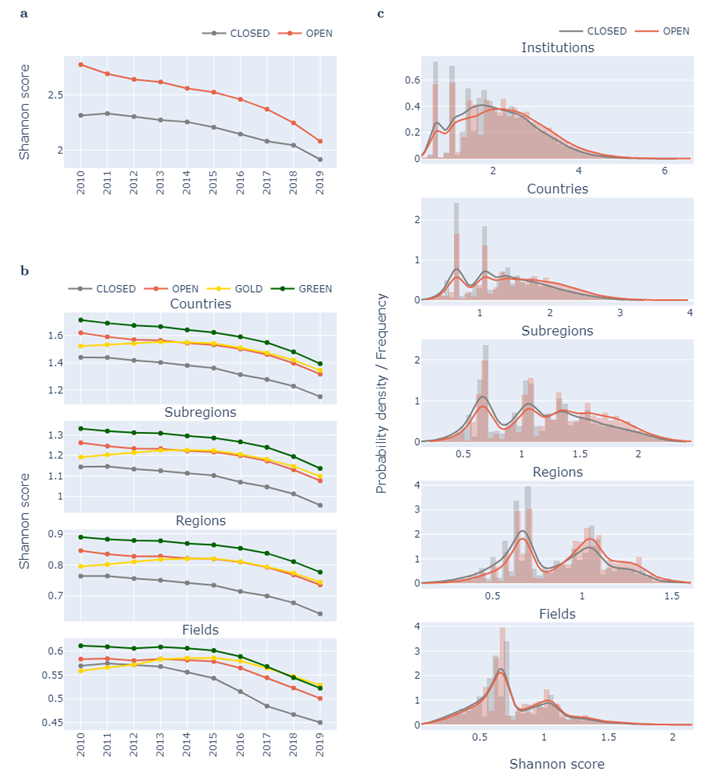 a
CLOSED OPEN
Shannon score
2.5
2
2010 2011 2012 2013 2014 2015 2016 2017 2018 2019
b
CLOSED OPEN GOLD GREEN
Countries
1.6
1.4
1.2
Subregions
1.3
1.2
1.1
1
Shannon score
Regions
0.9
0.8
0.7
Fields
0.6
0.55
0.5
0.45
2010 2011 2012 2013 2014 2015 2016 2017 2018 2019
c
CLOSED OPEN
Institutions
0.6
0.4
0.2
0
2 4 6
Countries
2
1
0
1 2 3 4
Subregions
2
1
0
0.5 1 1.5 2
Probability density / Frequency
Regions
4
3
2
1
0
0.5 1 1.5
Fields
4
3
2
1
0
0.5 1 1.5 2
Shannon score